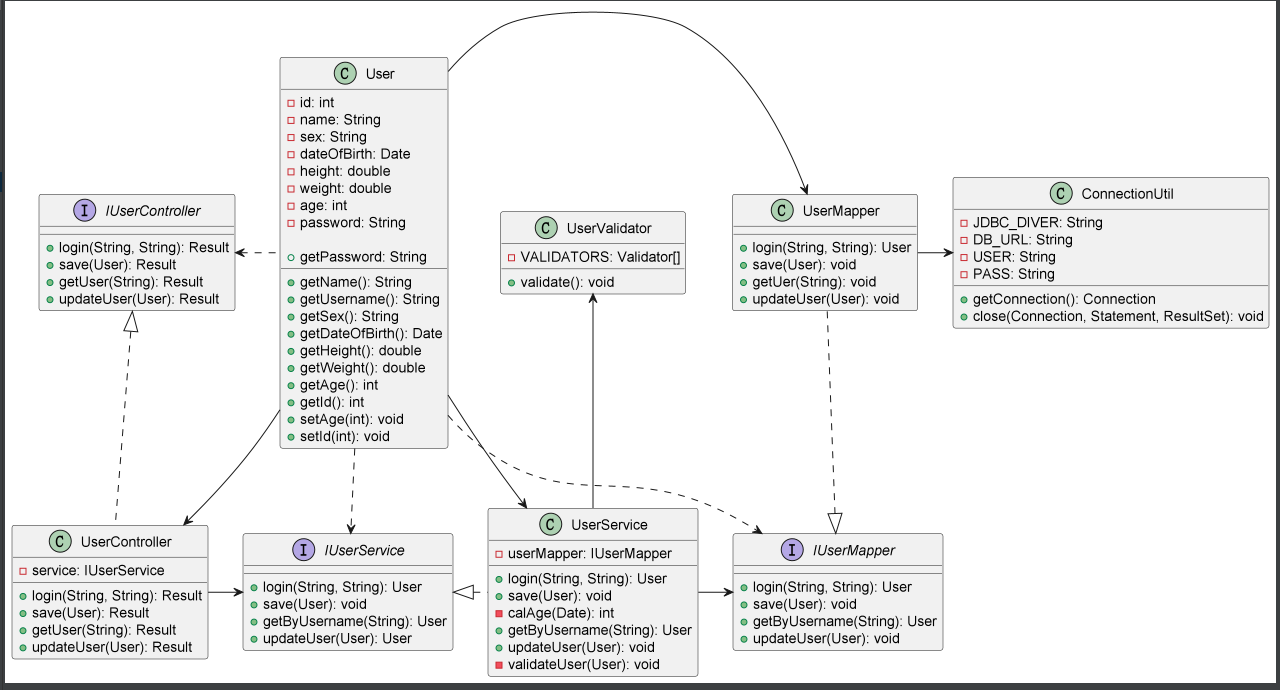 C User
id: int
name: String
sex: String
dateOfBirth: Date
height: double
weight: double
age: int
password: String
getPassword: String
getName(): String
getUsername(): String
getSex(): String
getDateOfBirth(): Date
getHeight(): double
getWeight(): double
getAge(): int
getId(): int
setAge(int): void
setId(int): void
I IUserController
login(String, String): Result
save(User): Result
getUser(String): Result
updateUser(User): Result
C UserValidator
VALIDATORS: Validator[]
validate(): void
C UserMapper
login(String, String): User
save(User): void
getUer(String): void
updateUser(User): void
C ConnectionUtil
JDBC_DIVER: String
DB_URL: String
USER: String
PASS: String
getConnection(): Connection
close(Connection, Statement, ResultSet): void
C UserController
service: IUserService
login(String, String): Result
save(User): Result
getUser(String): Result
updateUser(User): Result
I IUserService
login(String, String): User
save(User): void
getByUsername(String): User
updateUser(User): User
C UserService
userMapper: IUserMapper
login(String, String): User
save(User): void
calAge(Date): int
getByUsername(String): User
updateUser(User): void
validateUser(User): void
I IUserMapper
login(String, String): User
save(User): void
getByUsername(String): User
updateUser(User): void